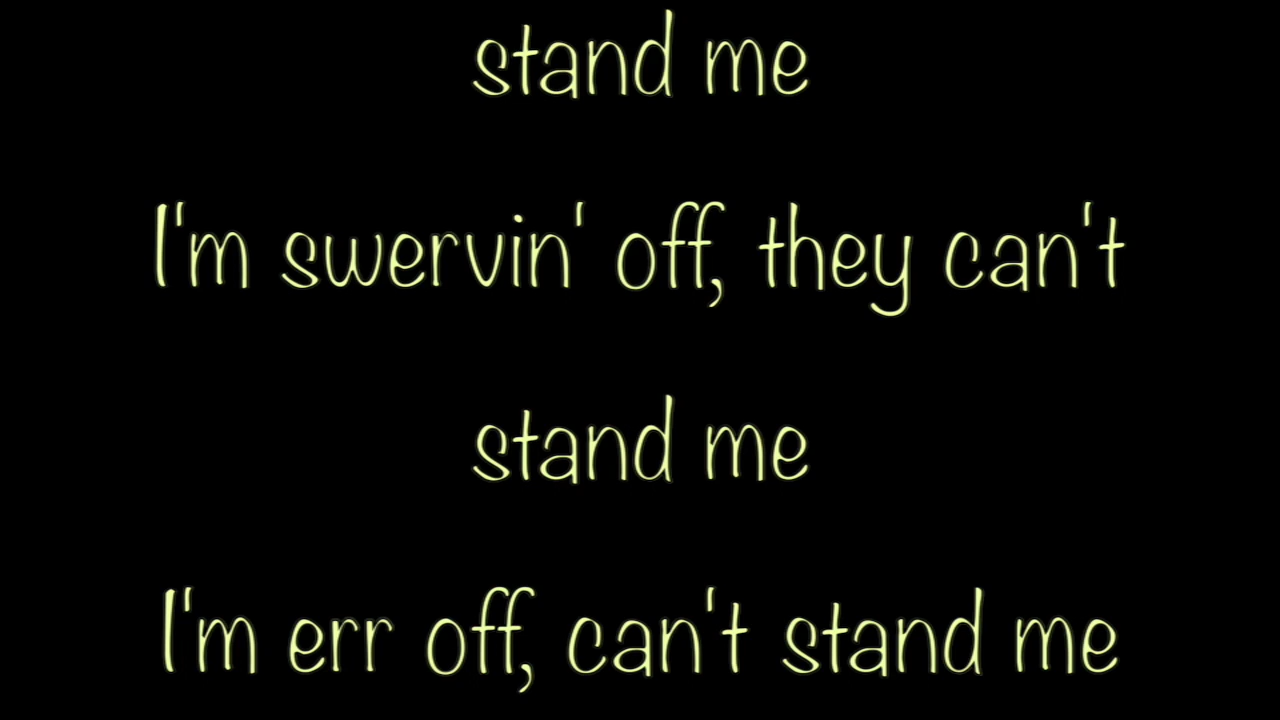 stand me
I'm swervin' off, they can't
stand me
I'm err off, can't stand me